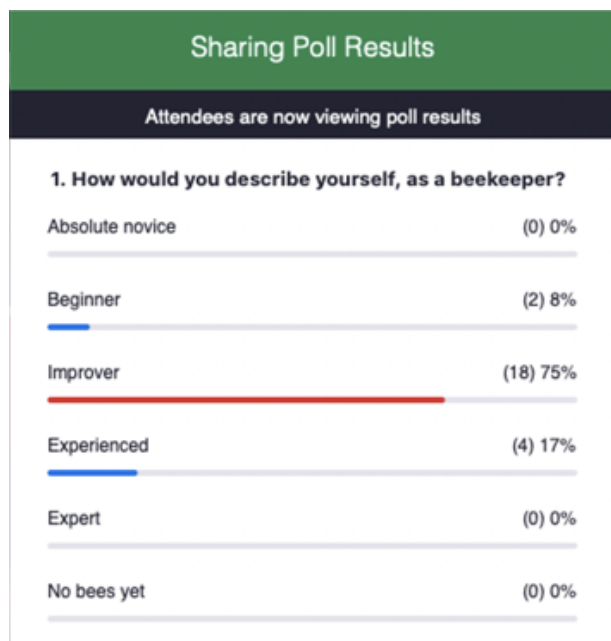 Sharing Poll Results
Attendees are now viewing poll results
1. How would you describe yourself, as a beekeeper?
Absolute novice (0) 0%
Beginner (2) 8%
Improver (18) 75%
Experienced (4) 17%
Expert (0) 0%
No bees yet (0) 0%